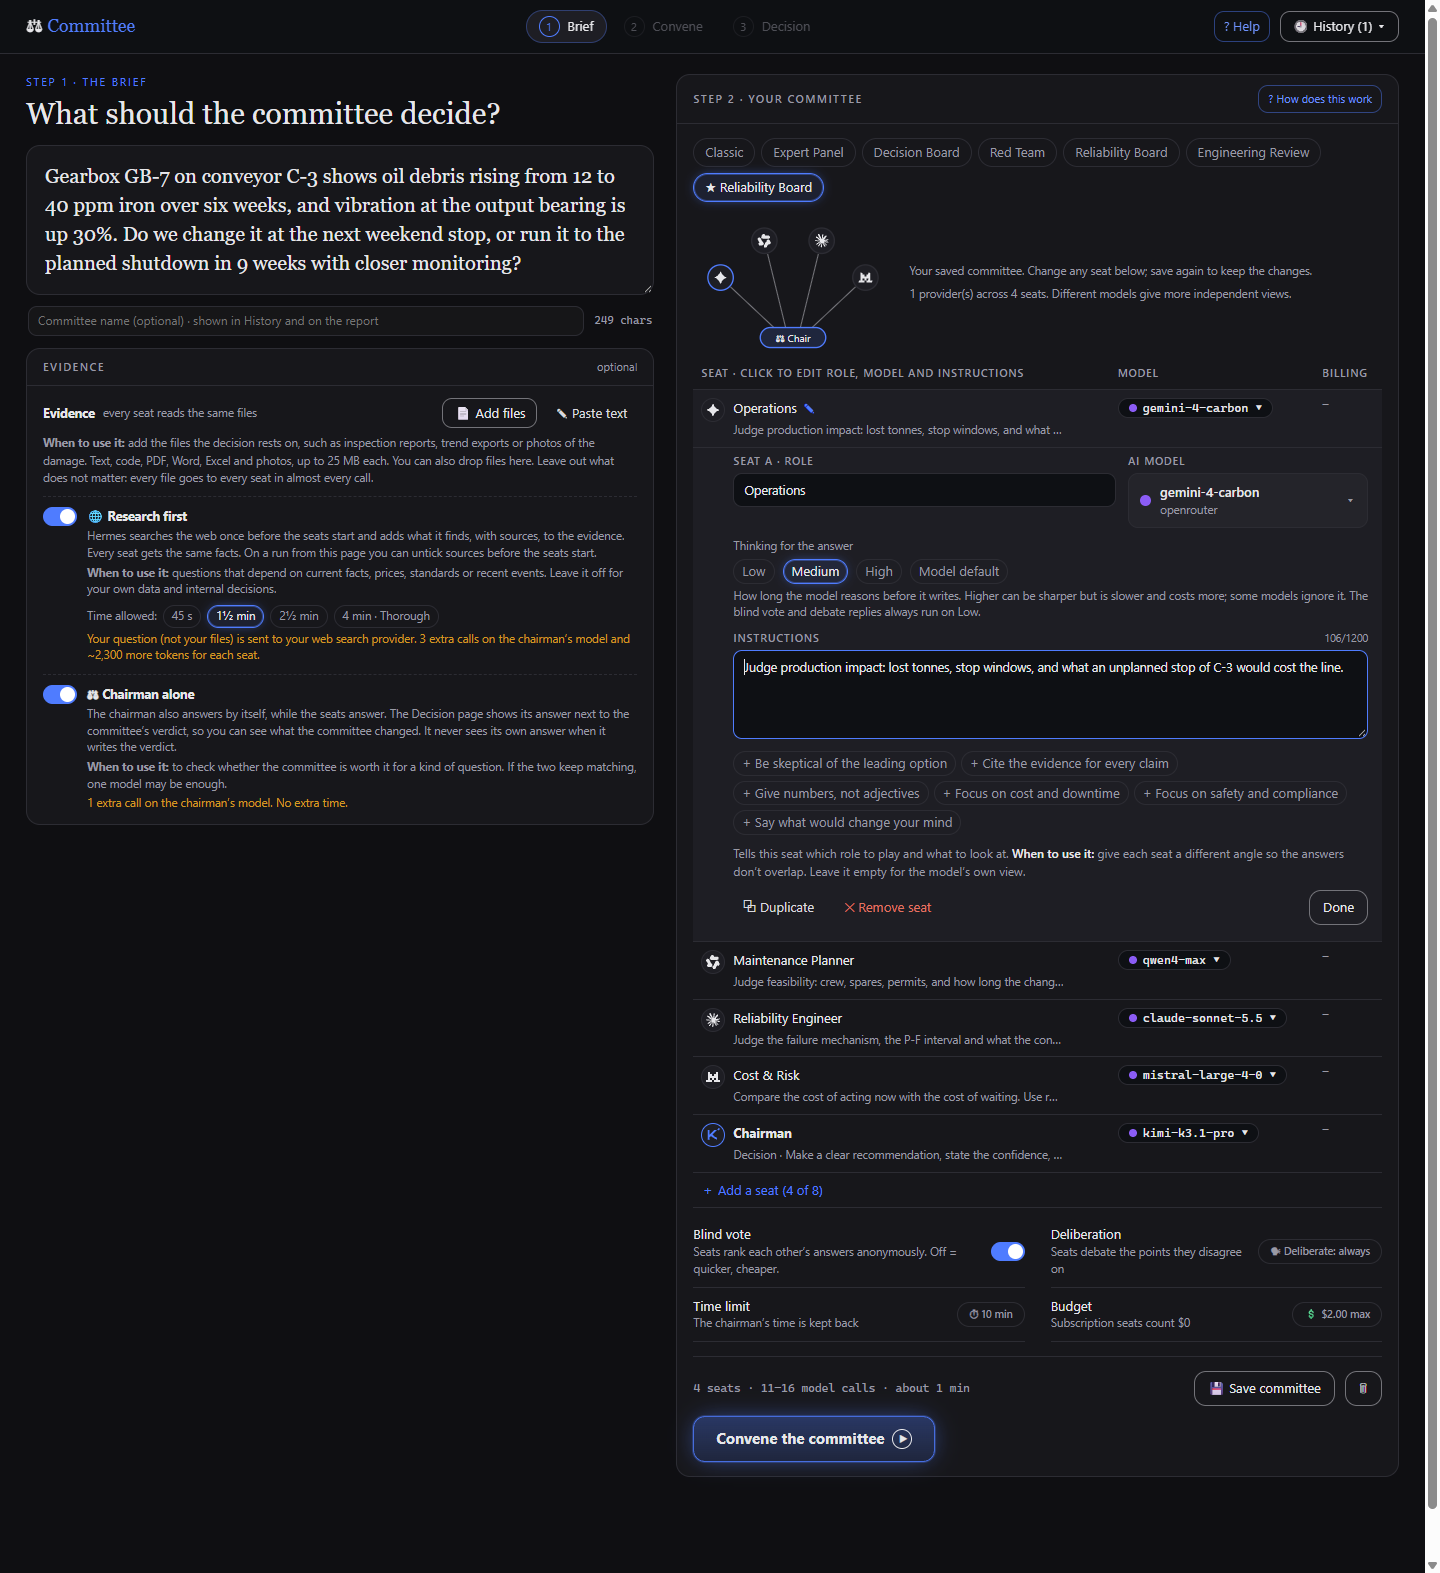 Committee
1 Brief
2 Convene
3 Decision
? Help
History (1)
STEP 1 · THE BRIEF
What should the committee decide?
Gearbox GB-7 on conveyor C-3 shows oil debris rising from 12 to
40 ppm iron over six weeks, and vibration at the output bearing is
up 30%. Do we change it at the next weekend stop, or run it to the
planned shutdown in 9 weeks with closer monitoring?
Committee name (optional) · shown in History and on the report
249 chars
EVIDENCE
optional
Evidence every seat reads the same files
Add files
Paste text
When to use it: add the files the decision rests on, such as inspection reports, trend exports or photos of the
damage. Text, code, PDF, Word, Excel and photos, up to 25 MB each. You can also drop files here. Leave out what
does not matter: every file goes to every seat in almost every call.
Research first
Hermes searches the web once before the seats start and adds what it finds, with sources, to the evidence.
Every seat gets the same facts. On a run from this page you can untick sources before the seats start.
When to use it: questions that depend on current facts, prices, standards or recent events. Leave it off for
your own data and internal decisions.
Time allowed: 45 s 1½ min 2½ min 4 min · Thorough
Your question (not your files) is sent to your web search provider. 3 extra calls on the chairman's model and
~2,300 more tokens for each seat.
Chairman alone
The chairman also answers by itself, while the seats answer. The Decision page shows its answer next to the
committee's verdict, so you can see what the committee changed. It never sees its own answer when it
writes the verdict.
When to use it: to check whether the committee is worth it for a kind of question. If the two keep matching,
one model may be enough.
1 extra call on the chairman's model. No extra time.
STEP 2 · YOUR COMMITTEE
? How does this work
Classic
Expert Panel
Decision Board
Red Team
Reliability Board
Engineering Review
★ Reliability Board
Chair
Your saved committee. Change any seat below; save again to keep the changes.
1 provider(s) across 4 seats. Different models give more independent views.
SEAT · CLICK TO EDIT ROLE, MODEL AND INSTRUCTIONS
MODEL
BILLING
Operations
gemini-4-carbon ▼
–
Judge production impact: lost tonnes, stop windows, and what ...
SEAT A · ROLE
Operations
AI MODEL
gemini-4-carbon
openrouter
Thinking for the answer
Low
Medium
High
Model default
How long the model reasons before it writes. Higher can be sharper but is slower and costs more; some models ignore it. The
blind vote and debate replies always run on Low.
INSTRUCTIONS
106/1200
Judge production impact: lost tonnes, stop windows, and what an unplanned stop of C-3 would cost the line.
+ Be skeptical of the leading option
+ Cite the evidence for every claim
+ Give numbers, not adjectives
+ Focus on cost and downtime
+ Focus on safety and compliance
+ Say what would change your mind
Tells this seat which role to play and what to look at. When to use it: give each seat a different angle so the answers
don't overlap. Leave it empty for the model's own view.
Duplicate
Remove seat
Done
Maintenance Planner
qwen4-max ▼
–
Judge feasibility: crew, spares, permits, and how long the chang...
Reliability Engineer
claude-sonnet-5.5 ▼
–
Judge the failure mechanism, the P-F interval and what the con...
Cost & Risk
mistral-large-4-0 ▼
–
Compare the cost of acting now with the cost of waiting. Use r...
Chairman
kimi-k3.1-pro ▼
–
Decision · Make a clear recommendation, state the confidence, ...
+ Add a seat (4 of 8)
Blind vote
Seats rank each other's answers anonymously. Off =
quicker, cheaper.
Deliberation
Seats debate the points they disagree
on
Deliberate: always
Time limit
The chairman's time is kept back
10 min
Budget
Subscription seats count $0
$ $2.00 max
4 seats · 11–16 model calls · about 1 min
Save committee
Convene the committee